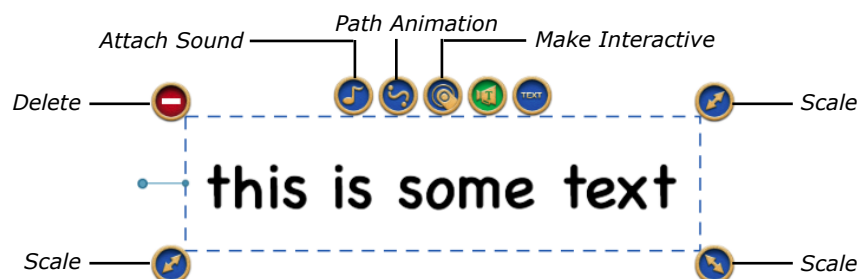 Path Animation
Attach Sound
Make Interactive
Delete
T
TEXT
Scale
this is some text
Scale
Scale